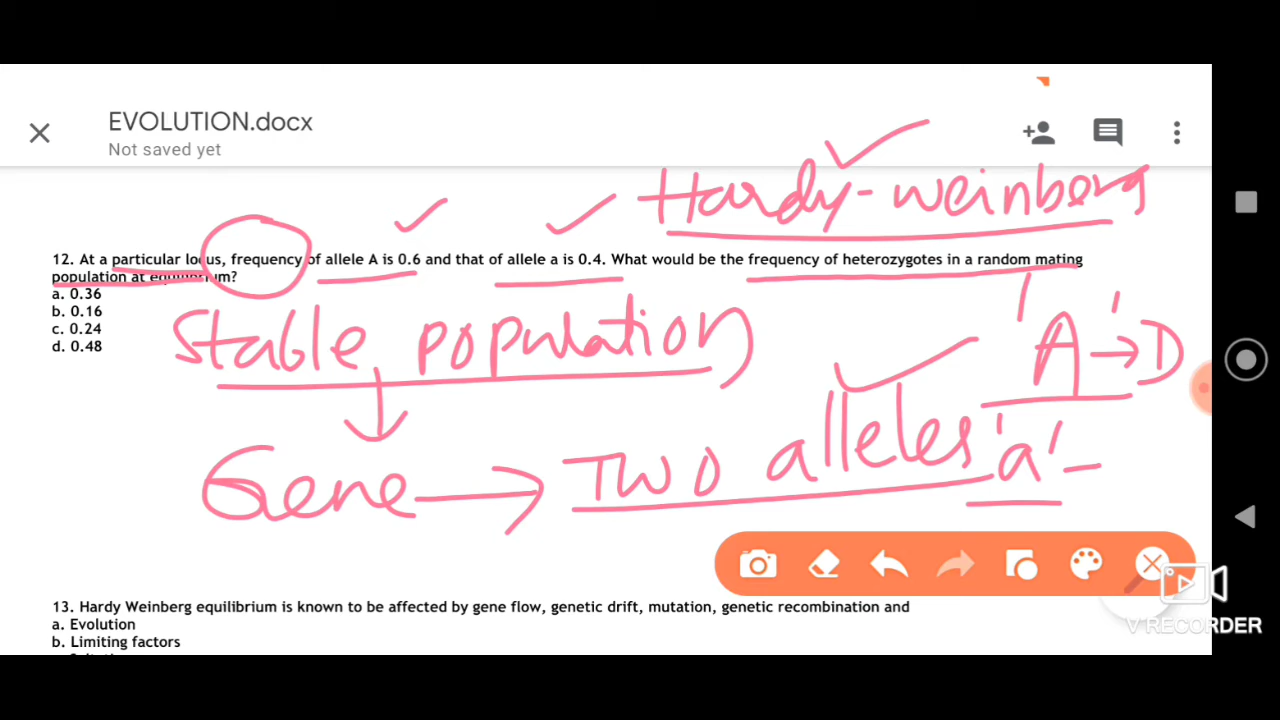 EVOLUTION.docx
Not saved yet
Hardy-weinberg
12. At a particular locus, frequency of allele A is 0.6 and that of allele a is 0.4. What would be the frequency of heterozygotes in a random mating
population at equilibrium?
a. 0.36
b. 0.16
c. 0.24
d. 0.48
Stable population
'A' → D
Gene → Two alleles 'a' -
13. Hardy Weinberg equilibrium is known to be affected by gene flow, genetic drift, mutation, genetic recombination and
a. Evolution
b. Limiting factors
V RECORDER